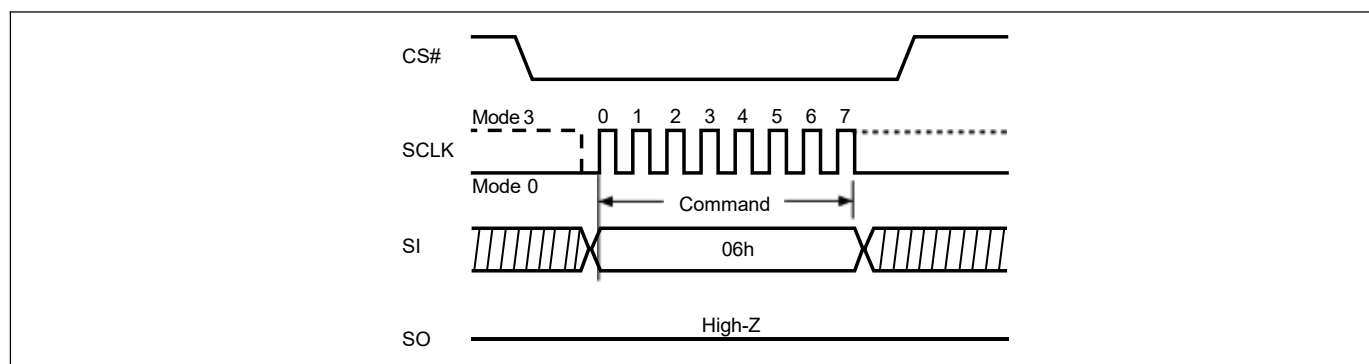 CS#
Mode 3 0 1 2 3 4 5 6 7
SCLK
Mode 0
Command
SI 06h
SO High-Z